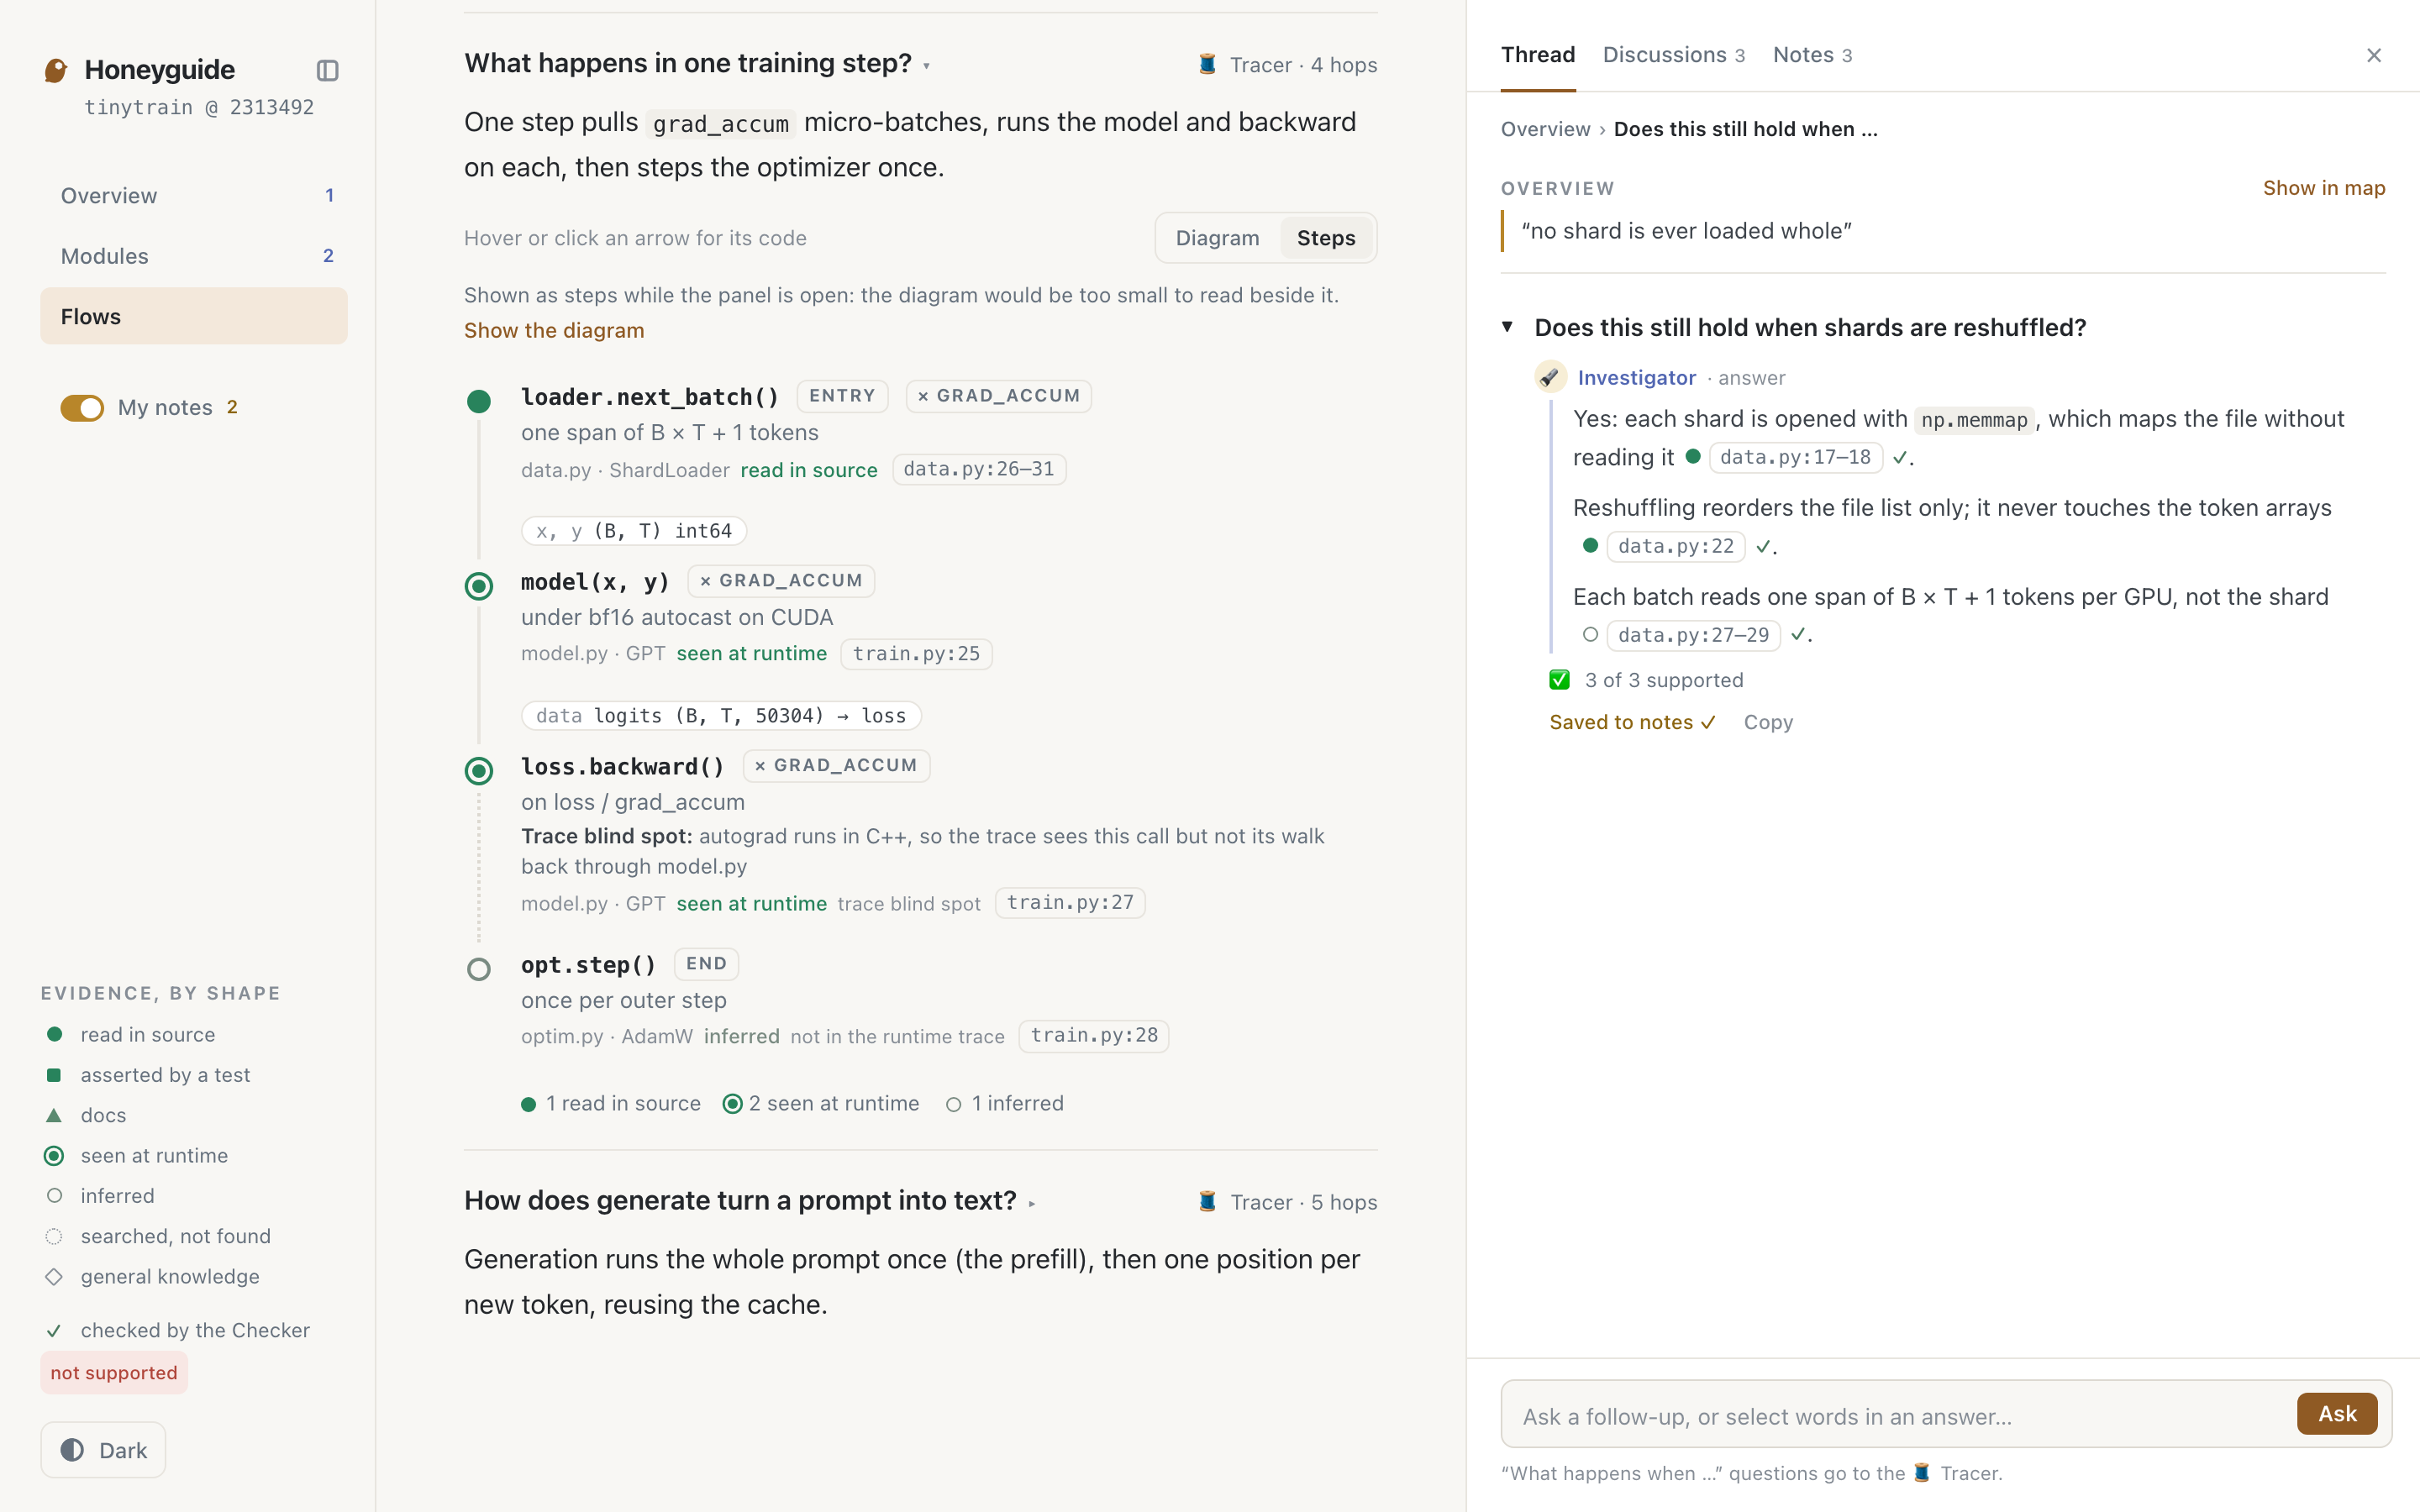 Honeyguide
tinytrain @ 2313492
Overview 1
Modules 2
Flows
My notes 2
EVIDENCE, BY SHAPE
read in source
asserted by a test
docs
seen at runtime
inferred
searched, not found
general knowledge
checked by the Checker
not supported
Dark
What happens in one training step? ▾
Tracer · 4 hops
One step pulls grad_accum micro-batches, runs the model and backward
on each, then steps the optimizer once.
Hover or click an arrow for its code
Diagram Steps
Shown as steps while the panel is open: the diagram would be too small to read beside it.
Show the diagram
loader.next_batch() ENTRY × GRAD_ACCUM
one span of B × T + 1 tokens
data.py · ShardLoader read in source data.py:26–31
x, y (B, T) int64
model(x, y) × GRAD_ACCUM
under bf16 autocast on CUDA
model.py · GPT seen at runtime train.py:25
data logits (B, T, 50304) → loss
loss.backward() × GRAD_ACCUM
on loss / grad_accum
Trace blind spot: autograd runs in C++, so the trace sees this call but not its walk
back through model.py
model.py · GPT seen at runtime trace blind spot train.py:27
opt.step() END
once per outer step
optim.py · AdamW inferred not in the runtime trace train.py:28
1 read in source 2 seen at runtime 1 inferred
How does generate turn a prompt into text? ▸
Tracer · 5 hops
Generation runs the whole prompt once (the prefill), then one position per
new token, reusing the cache.
Thread Discussions 3 Notes 3 ×
Overview › Does this still hold when ...
OVERVIEW
Show in map
“no shard is ever loaded whole”
▼ Does this still hold when shards are reshuffled?
Investigator · answer
Yes: each shard is opened with np.memmap, which maps the file without
reading it data.py:17–18 ✓.
Reshuffling reorders the file list only; it never touches the token arrays
data.py:22 ✓.
Each batch reads one span of B × T + 1 tokens per GPU, not the shard
data.py:27–29 ✓.
✅ 3 of 3 supported
Saved to notes ✓ Copy
Ask a follow-up, or select words in an answer...
Ask
“What happens when ...” questions go to the 🧵 Tracer.